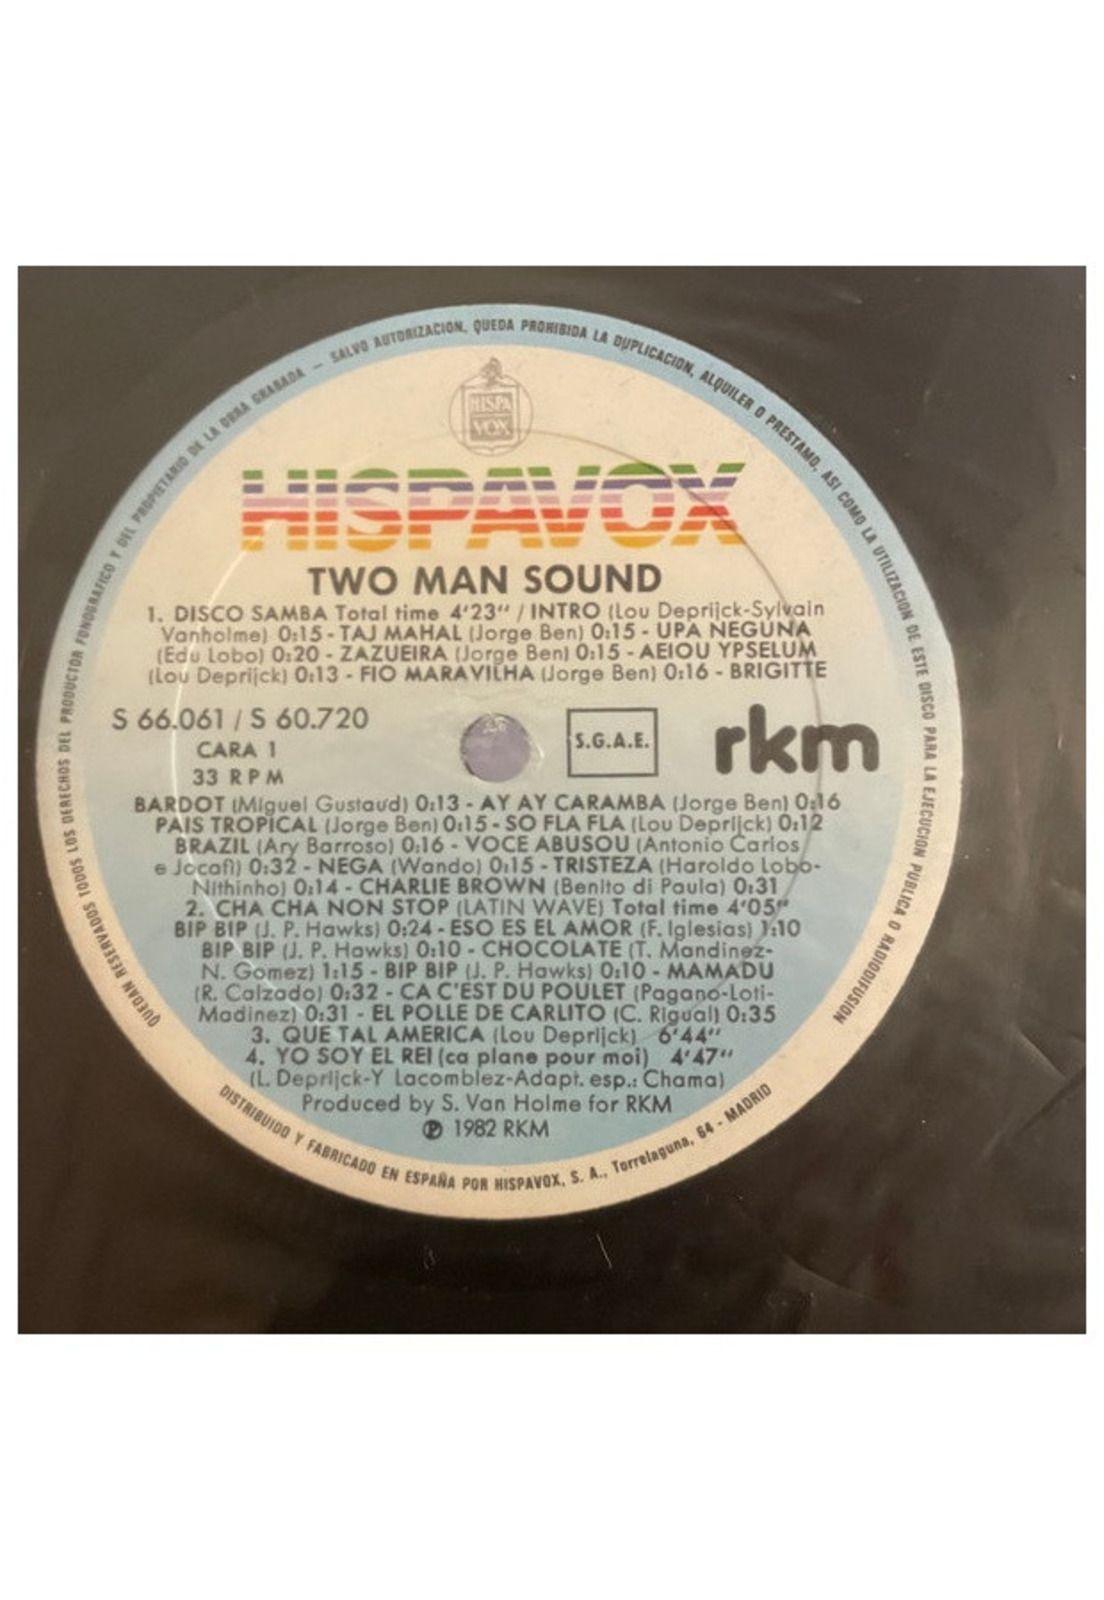 QUEDAN RESERVADOS TODOS LOS DERECHOS DEL PRODUCTOR FONOGRAFICO Y DEL PROPIETARIO DE LA OBRA GRABADA — SALVO AUTORIZACION, QUEDA PROHIBIDA LA DUPLICACION, ALQUILER O PRESTAMO, ASI COMO LA UTILIZACION DE ESTE DISCO PARA LA EJECUCION PUBLICA O RADIODIFUSION
HISPA
VOX
HISPAVOX
TWO MAN SOUND
1. DISCO SAMBA Total time 4'23" / INTRO (Lou Deprijck-Sylvain
Vanholme) 0:15 - TAJ MAHAL (Jorge Ben) 0:15 - UPA NEGUNA
(Edu Lobo) 0:20 - ZAZUEIRA (Jorge Ben) 0:15 - AEIOU YPSELUM
(Lou Deprijck) 0:13 - FIO MARAVILHA (Jorge Ben) 0:16 - BRIGITTE
S 66.061 / S 60.720
CARA 1
33 RPM
S.G.A.E.
rkm
BARDOT (Miguel Gustaud) 0:13 - AY AY CARAMBA (Jorge Ben) 0:16
PAIS TROPICAL (Jorge Ben) 0:15 - SO FLA FLA (Lou Deprijck) 0:12
BRAZIL (Ary Barroso) 0:16 - VOCE ABUSOU (Antonio Carlos
e Jocafi) 0:32 - NEGA (Wando) 0:15 - TRISTEZA (Haroldo Lobo-
Nithinho) 0:14 - CHARLIE BROWN (Benito di Paula) 0:31
2. CHA CHA NON STOP (LATIN WAVE) Total time 4'05"
BIP BIP (J. P. Hawks) 0:24 - ESO ES EL AMOR (F. Iglesias) 1:10
BIP BIP (J. P. Hawks) 0:10 - CHOCOLATE (T. Mandinez-
N. Gomez) 1:15 - BIP BIP (J. P. Hawks) 0:10 - MAMADU
(R. Calzado) 0:32 - CA C'EST DU POULET (Pagano-Loti-
Madinez) 0:31 - EL POLLE DE CARLITO (C. Rigual) 0:35
3. QUE TAL AMERICA (Lou Deprijck) 6'44"
4. YO SOY EL REI (ca plane pour moi) 4'47"
(L. Deprijck-Y Lacomblez-Adapt. esp.: Chama)
Produced by S. Van Holme for RKM
℗ 1982 RKM
DISTRIBUIDO Y FABRICADO EN ESPAÑA POR HISPAVOX, S. A., Torrelaguna, 64 - MADRID